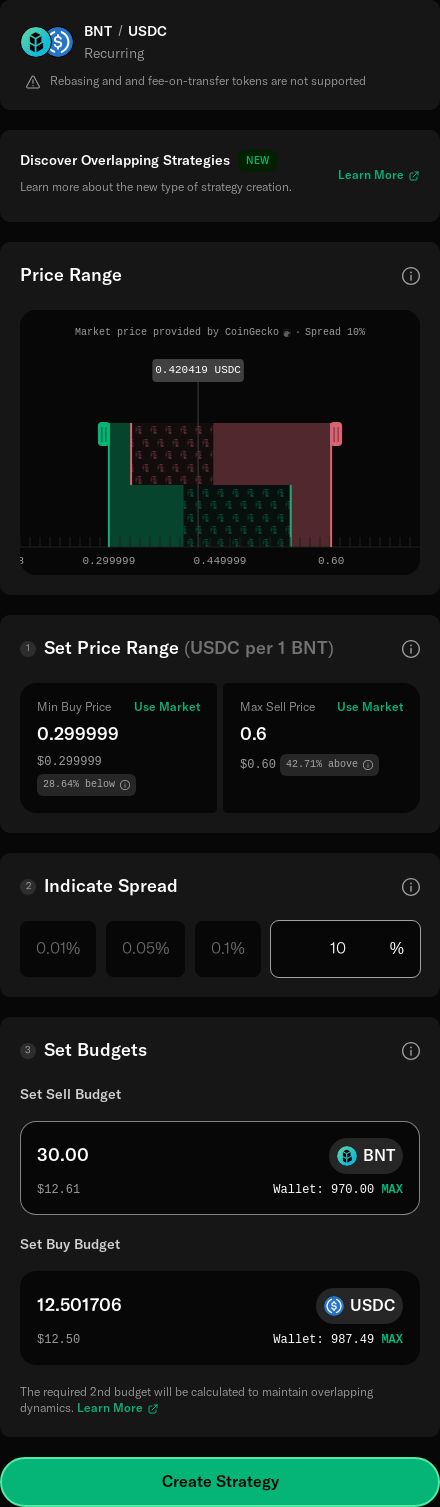 BNT / USDC
Recurring
Rebasing and and fee-on-transfer tokens are not supported
Discover Overlapping Strategies NEW
Learn more about the new type of strategy creation.
Learn More
Price Range
Market price provided by CoinGecko · Spread 10%
0.420419 USDC
0.299999 0.449999 0.60
1 Set Price Range (USDC per 1 BNT)
Min Buy Price Use Market
0.299999
$0.299999
28.64% below
Max Sell Price Use Market
0.6
$0.60 42.71% above
2 Indicate Spread
0.01% 0.05% 0.1% 10 %
3 Set Budgets
Set Sell Budget
30.00 BNT
$12.61 Wallet: 970.00 MAX
Set Buy Budget
12.501706 USDC
$12.50 Wallet: 987.49 MAX
The required 2nd budget will be calculated to maintain overlapping
dynamics. Learn More
Create Strategy